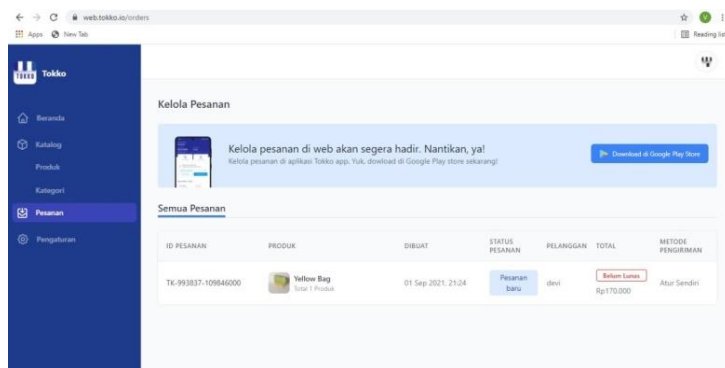 web.tokko.io/orders
Apps New Tab
Reading list
TOKKO Tokko
Beranda
Katalog
Produk
Kategori
Pesanan
Pengaturan
Kelola Pesanan
Kelola pesanan di web akan segera hadir. Nantikan, ya!
Kelola pesanan di aplikasi Tokko app. Yuk, dowload di Google Play store sekarang!
Download di Google Play Store
Semua Pesanan
ID PESANAN PRODUK DIBUAT STATUS PESANAN PELANGGAN TOTAL METODE PENGIRIMAN
TK-993837-109846000
Yellow Bag
Total 1 Produk
01 Sep 2021, 21:24
Pesanan
baru
devi
Belum Lunas
Rp170.000
Atur Sendiri